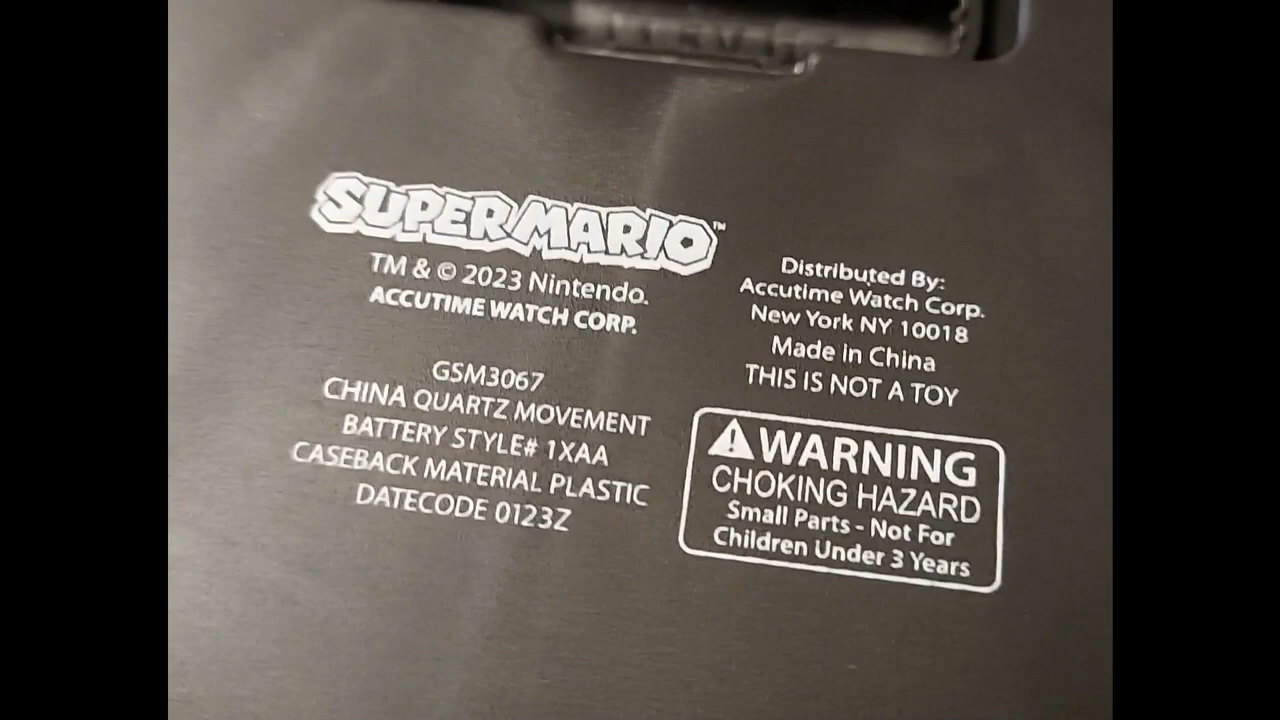 SUPER MARIO™
TM & © 2023 Nintendo.
ACCUTIME WATCH CORP.
GSM3067
CHINA QUARTZ MOVEMENT
BATTERY STYLE# 1XAA
CASEBACK MATERIAL PLASTIC
DATECODE 0123Z
Distributed By:
Accutime Watch Corp.
New York NY 10018
Made in China
THIS IS NOT A TOY
WARNING
CHOKING HAZARD
Small Parts - Not For
Children Under 3 Years